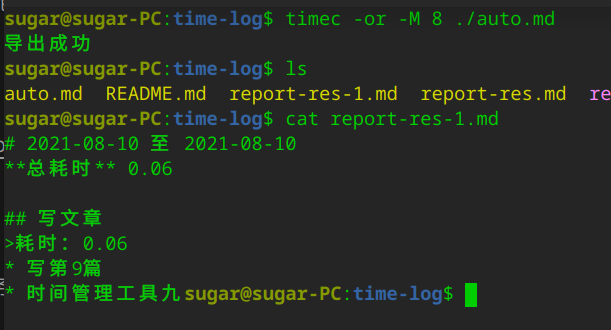 sugar@sugar-PC:time-log$ timec -or -M 8 ./auto.md
导出成功
sugar@sugar-PC:time-log$ ls
auto.md  README.md  report-res-1.md  report-res.md  re
sugar@sugar-PC:time-log$ cat report-res-1.md
# 2021-08-10 至 2021-08-10
**总耗时** 0.06
## 写文章
>耗时: 0.06
* 写第9篇
* 时间管理工具九sugar@sugar-PC:time-log$